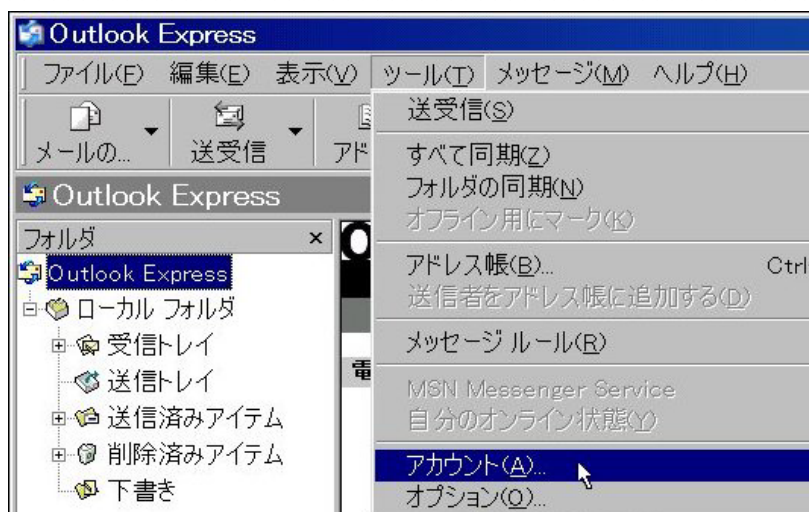 Outlook Express
ファイル(F) 編集(E) 表示(V) ツール(T) メッセージ(M) ヘルプ(H)
メールの... 送受信 アド
Outlook Express
フォルダ ×
Outlook Express
ローカル フォルダ
受信トレイ
送信トレイ
送信済みアイテム
削除済みアイテム
下書き
電
送受信(S)
すべて同期(Z)
フォルダの同期(N)
オフライン用にマーク(K)
アドレス帳(B)... Ctrl
送信者をアドレス帳に追加する(D)
メッセージ ルール(R)
MSN Messenger Service
自分のオンライン状態(Y)
アカウント(A)...
オプション(O)...